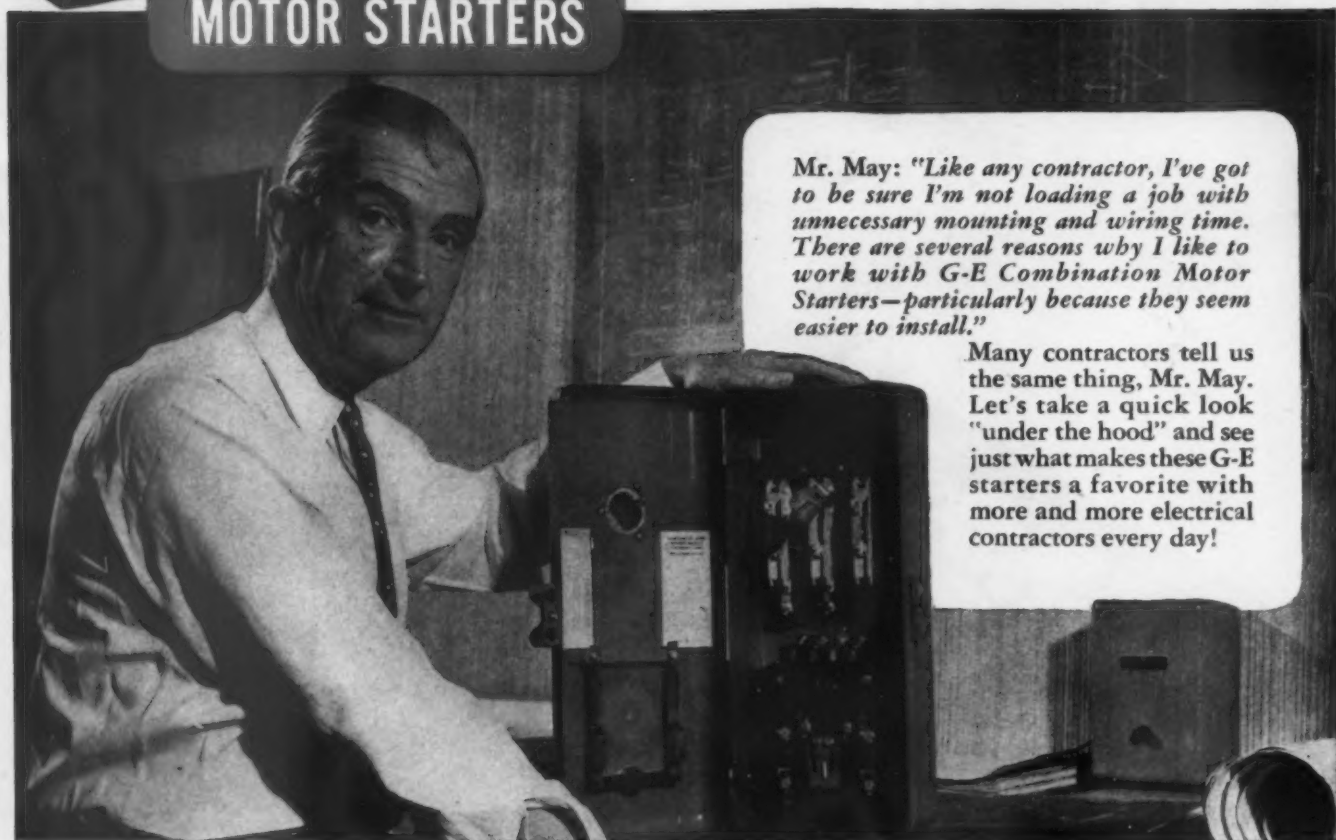 MOTOR STARTERS
Mr. May: "Like any contractor, I've got
to be sure I'm not loading a job with
unnecessary mounting and wiring time.
There are several reasons why I like to
work with G-E Combination Motor
Starters—particularly because they seem
easier to install."
Many contractors tell us
the same thing, Mr. May.
Let's take a quick look
"under the hood" and see
just what makes these G-E
starters a favorite with
more and more electrical
contractors every day!